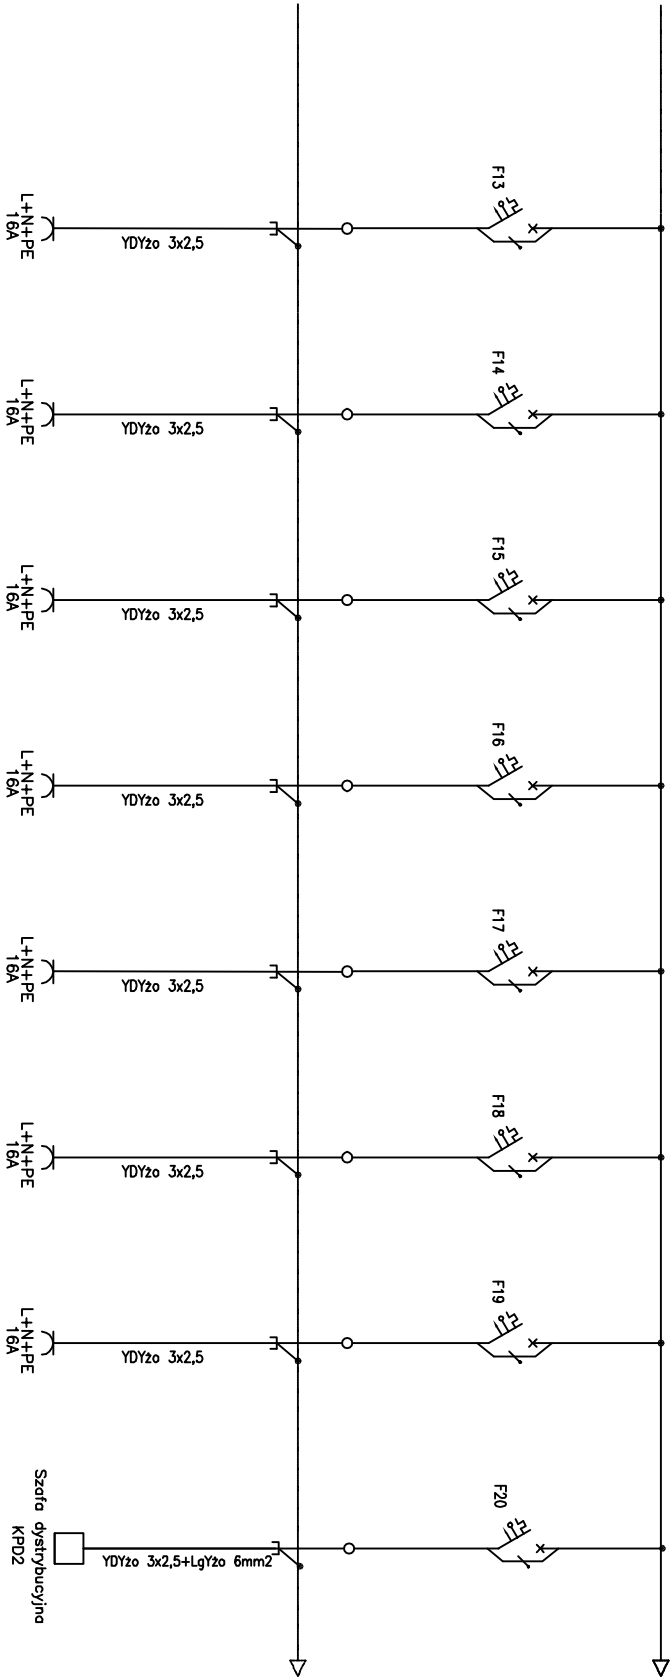 F13
YDYżo 3x2,5
L+N+PE
16A
F14
YDYżo 3x2,5
L+N+PE
16A
F15
YDYżo 3x2,5
L+N+PE
16A
F16
YDYżo 3x2,5
L+N+PE
16A
F17
YDYżo 3x2,5
L+N+PE
16A
F18
YDYżo 3x2,5
L+N+PE
16A
F19
YDYżo 3x2,5
L+N+PE
16A
F20
YDYżo 3x2,5+LgYżo 6mm2
Szafa dystrybucyjna
KPD2